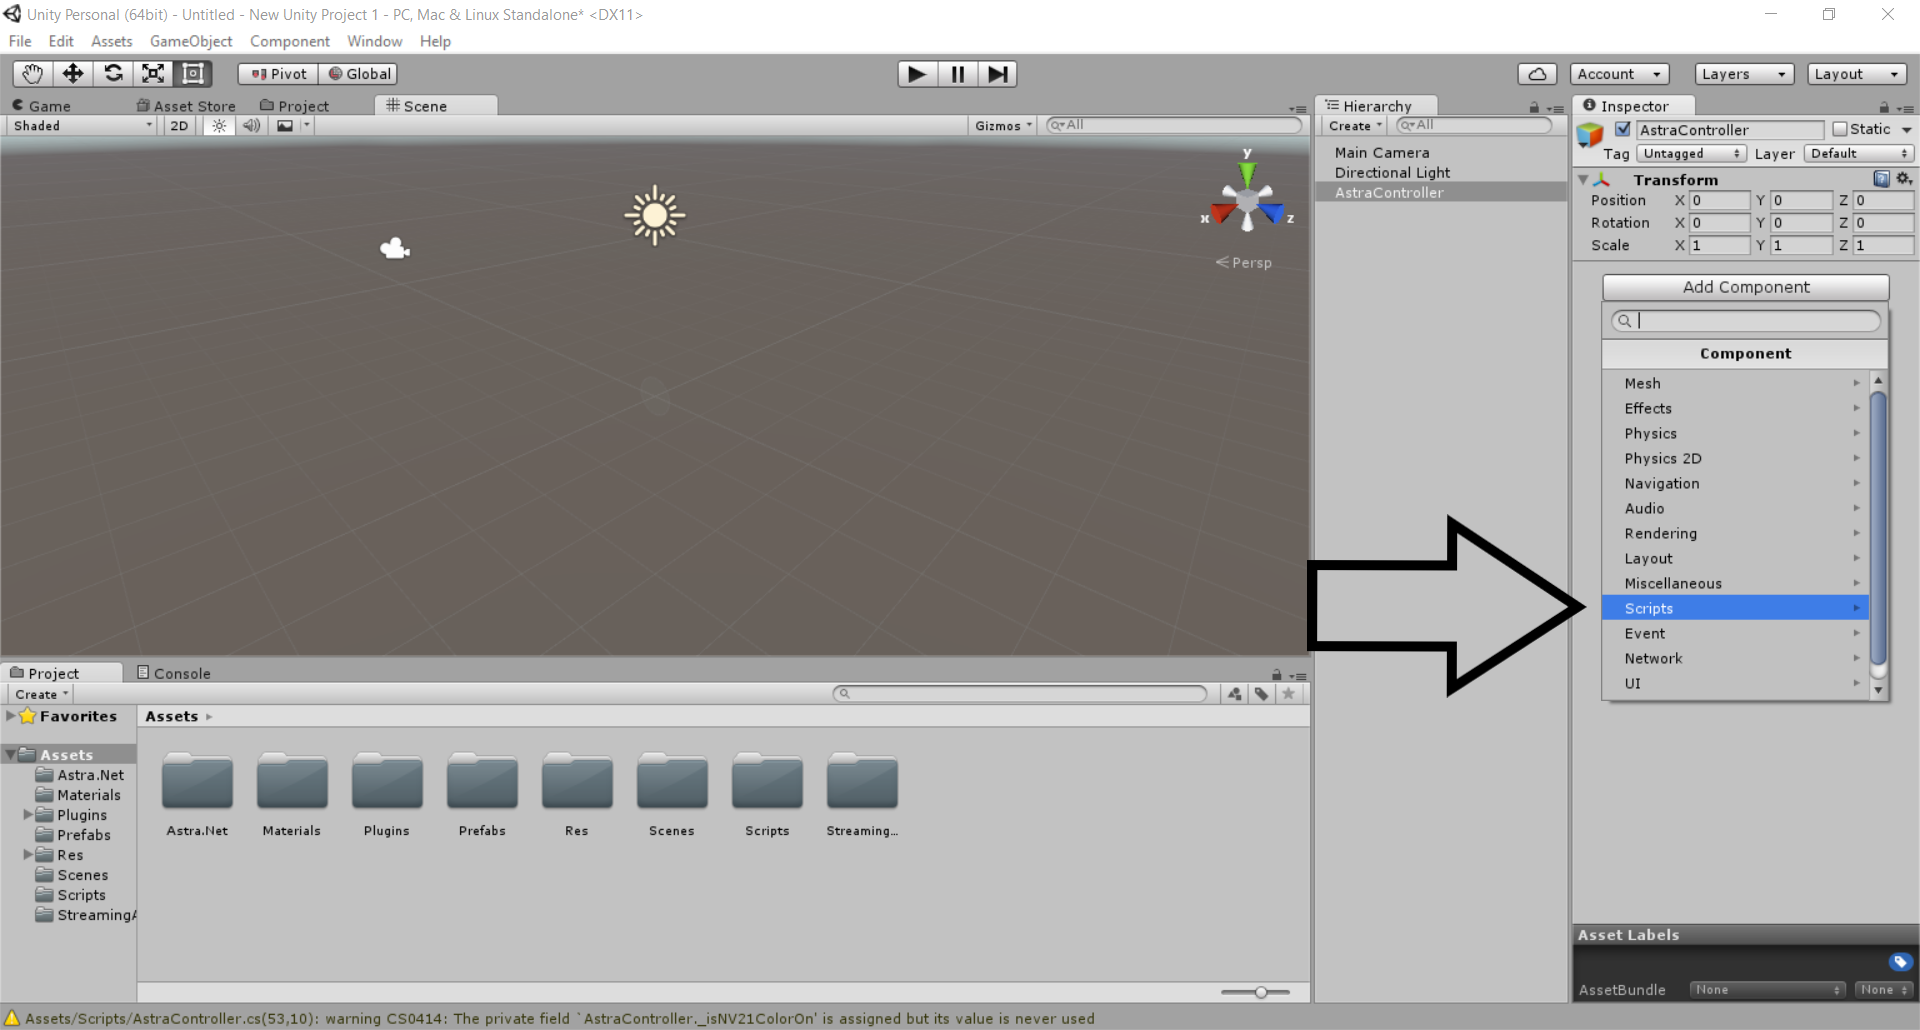 Unity Personal (64bit) - Untitled - New Unity Project 1 - PC, Mac & Linux Standalone* <DX11>
File Edit Assets GameObject Component Window Help
Pivot Global Account Layers Layout
Game Asset Store Project Scene
Shaded 2D Gizmos All
y
x z
Persp
Hierarchy
Create All
Main Camera
Directional Light
AstraController
Inspector
AstraController Static
Tag Untagged Layer Default
Transform
Position X 0 Y 0 Z 0
Rotation X 0 Y 0 Z 0
Scale X 1 Y 1 Z 1
Add Component
Component
Mesh
Effects
Physics
Physics 2D
Navigation
Audio
Rendering
Layout
Miscellaneous
Scripts
Event
Network
UI
Project Console
Create
Favorites
Assets
Astra.Net
Materials
Plugins
Prefabs
Res
Scenes
Scripts
StreamingA
Assets
Astra.Net Materials Plugins Prefabs Res Scenes Scripts Streaming...
Asset Labels
AssetBundle None None
Assets/Scripts/AstraController.cs(53,10): warning CS0414: The private field `AstraController._isNV21ColorOn' is assigned but its value is never used